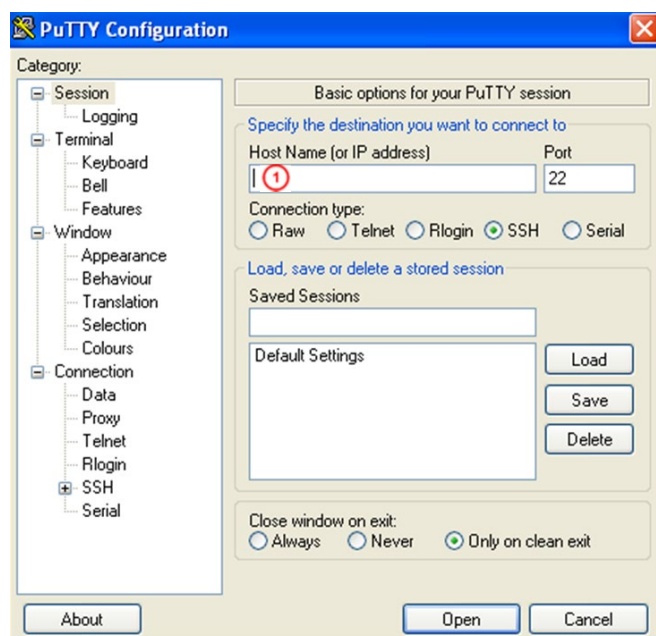 PuTTY Configuration
Category:
Session
Logging
Terminal
Keyboard
Bell
Features
Window
Appearance
Behaviour
Translation
Selection
Colours
Connection
Data
Proxy
Telnet
Rlogin
SSH
Serial
Basic options for your PuTTY session
Specify the destination you want to connect to
Host Name (or IP address) Port
1 22
Connection type:
Raw Telnet Rlogin SSH Serial
Load, save or delete a stored session
Saved Sessions
Default Settings
Load
Save
Delete
Close window on exit:
Always Never Only on clean exit
About Open Cancel